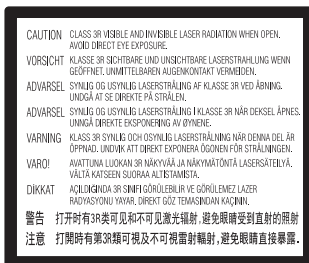 CAUTION CLASS 3R VISIBLE AND INVISIBLE LASER RADIATION WHEN OPEN.
AVOID DIRECT EYE EXPOSURE.
VORSICHT KLASSE 3R SICHTBARE UND UNSICHTBARE LASERSTRAHLUNG WENN
GEÖFFNET. UNMITTELBAREN AUGENKONTAKT VERMEIDEN.
ADVARSEL SYNLIG OG USYNLIG LASERSTRÅLING AF KLASSE 3R VED ÅBNING.
UNDGÅ AT SE DIREKTE PÅ STRÅLEN.
ADVARSEL SYNLIG OG USYNLIG LASERSTRÅLING I KLASSE 3R NÅR DEKSEL ÅPNES.
UNNGÅ DIREKTE EKSPONERING AV ØYNENE.
VARNING KLASS 3R SYNLIG OCH OSYNLIG LASERSTRÅLNING NÄR DENNA DEL ÄR
ÖPPNAD. UNDVIK ATT DIREKT EXPONERA ÖGONEN FÖR STRÅLNINGEN.
VARO! AVATTUNA LUOKAN 3R NÄKYVÄÄ JA NÄKYMÄTÖNTÄ LASERSÄTEILYÄ.
VÄLTÄ KATSEEN SUORAA ALTISTAMISTA.
DİKKAT AÇILDIĞINDA 3R SINIFI GÖRÜLEBİLİR VE GÖRÜLEMEZ LAZER
RADYASYONU YAYAR. DİREKT GÖZ TEMASINDAN KAÇININ.
警告 打开时有3R类可见和不可见激光辐射,避免眼睛受到直射的照射
注意 打開時有第3R類可視及不可視雷射輻射,避免眼睛直接暴露.